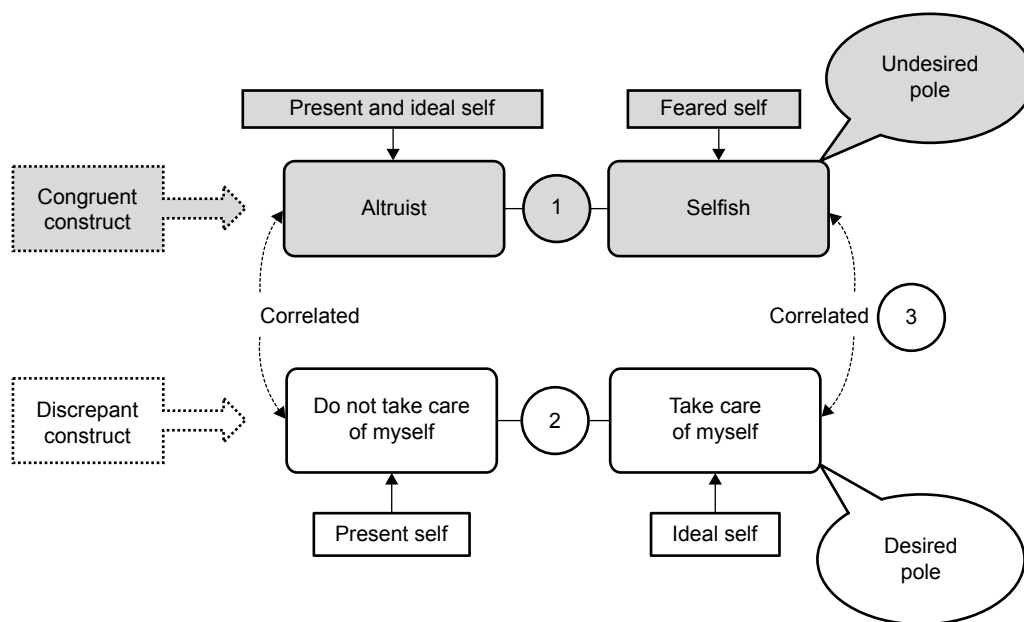 Undesired
pole
Present and ideal self
Feared self
Congruent
construct
Altruist
1
Selfish
Correlated
Correlated
3
Discrepant
construct
Do not take care
of myself
2
Take care
of myself
Present self
Ideal self
Desired
pole